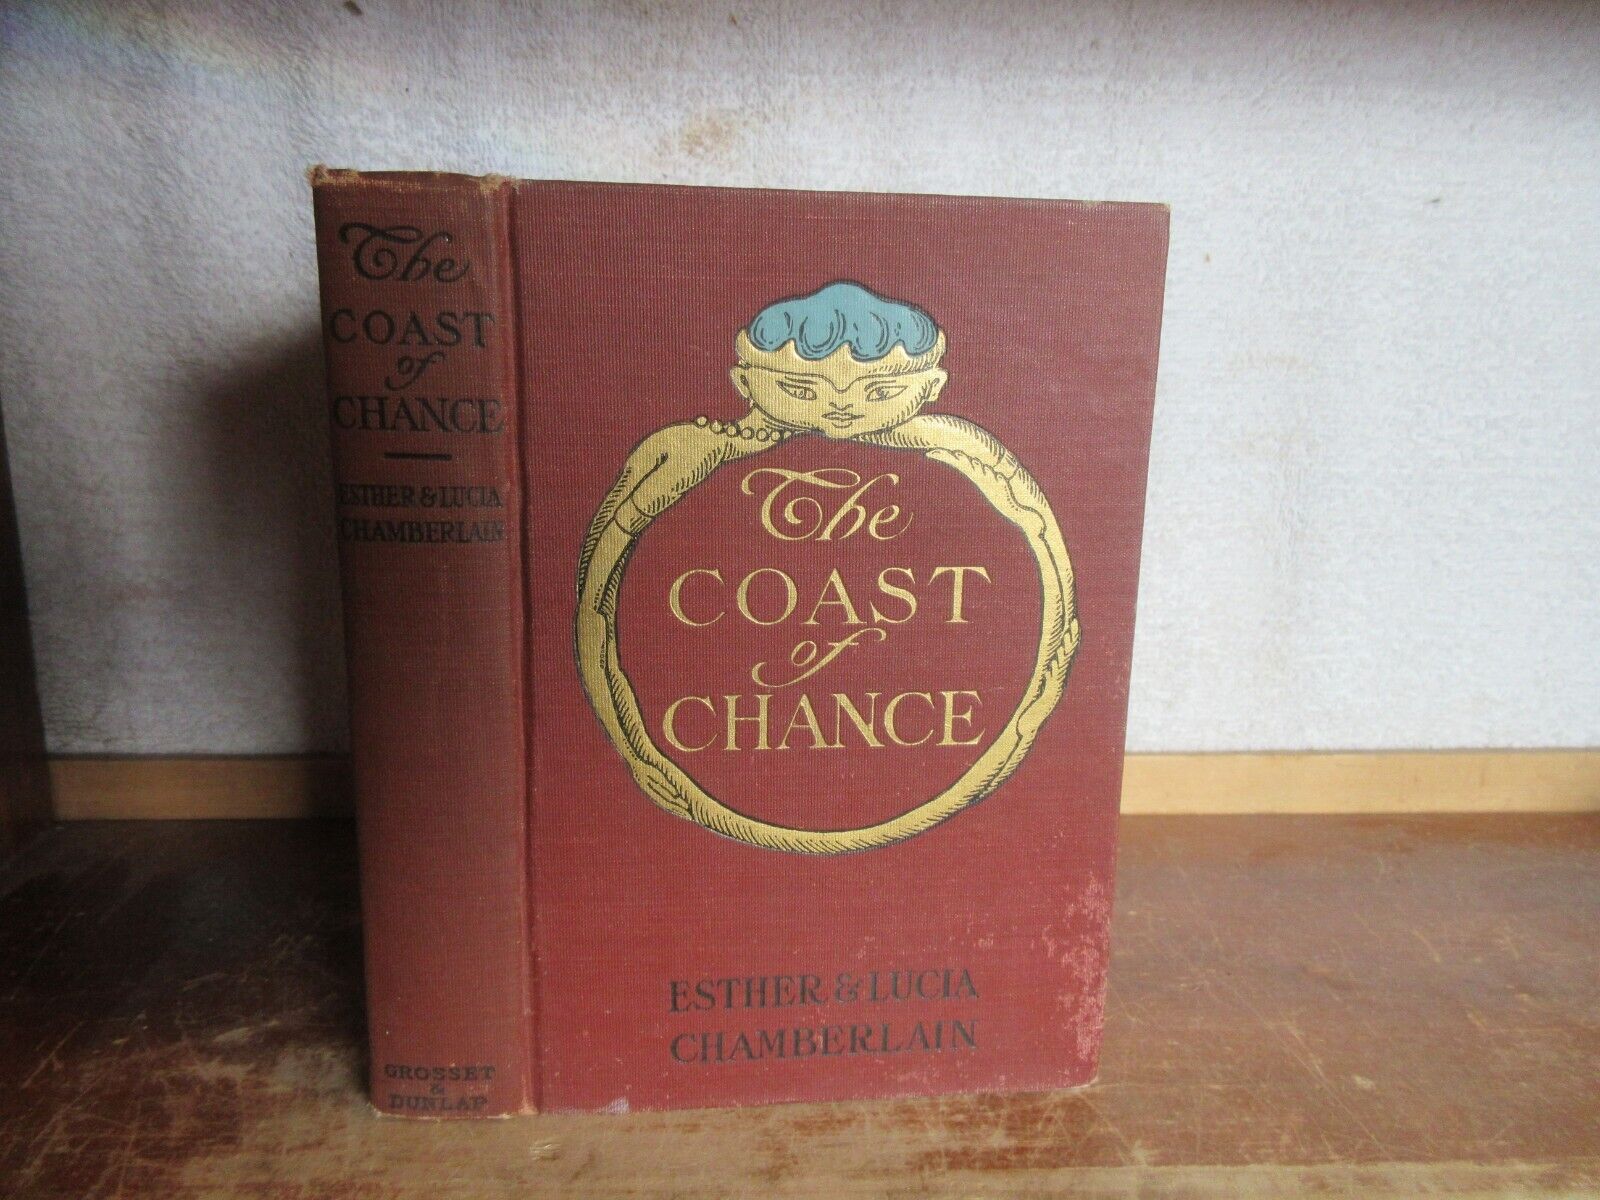 The
COAST
of
CHANCE
ESTHER & LUCIA
CHAMBERLAIN
GROSSET
&
DUNLAP
The
COAST
of
CHANCE
ESTHER & LUCIA
CHAMBERLAIN